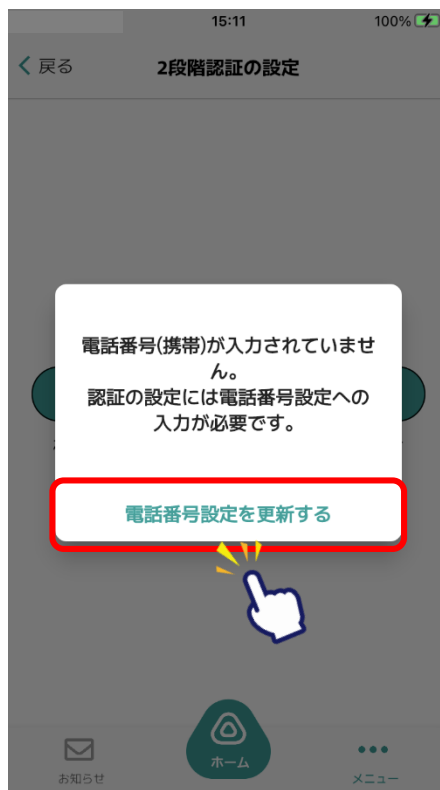 15:11
100%
戻る
2段階認証の設定
電話番号(携帯)が入力されていませ
ん。
認証の設定には電話番号設定への
入力が必要です。
電話番号設定を更新する
お知らせ
ホーム
メニュー